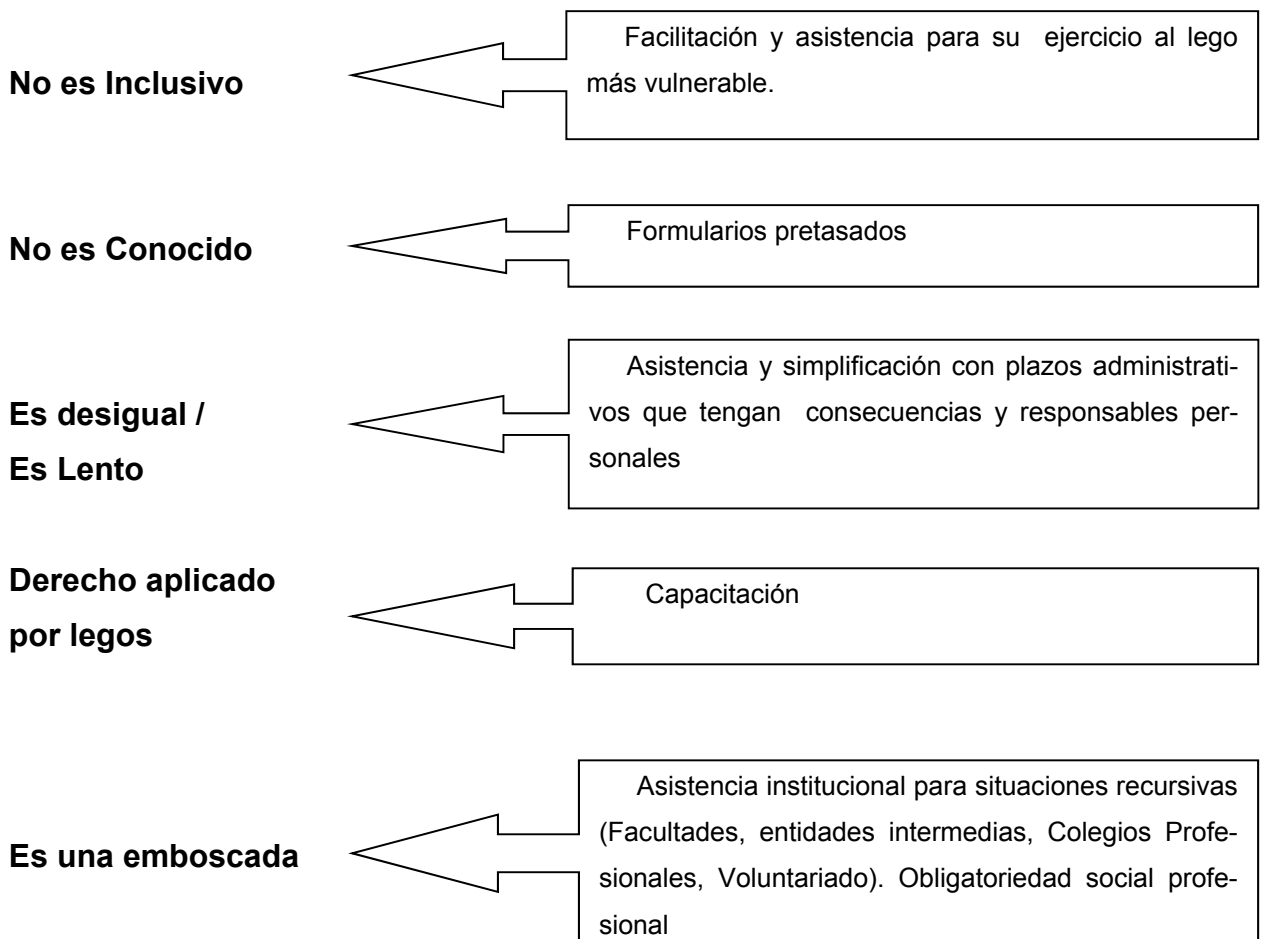 No es Inclusivo
Facilitación y asistencia para su ejercicio al lego
más vulnerable.
No es Conocido
Formularios pretasados
Es desigual /
Es Lento
Asistencia y simplificación con plazos administrati-
vos que tengan consecuencias y responsables per-
sonales
Derecho aplicado
por legos
Capacitación
Es una emboscada
Asistencia institucional para situaciones recursivas
(Facultades, entidades intermedias, Colegios Profe-
sionales, Voluntariado). Obligatoriedad social profe-
sional